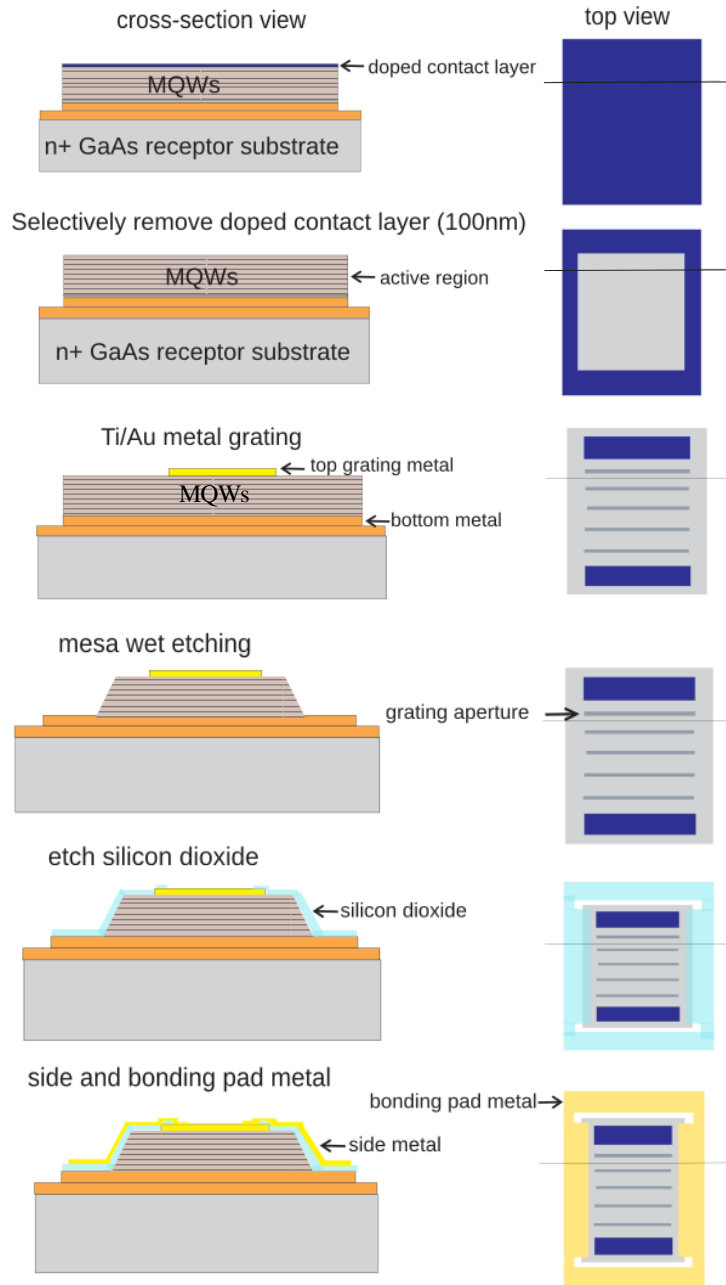 cross-section view
top view
doped contact layer
MQWs
n+ GaAs receptor substrate
Selectively remove doped contact layer (100nm)
MQWs
active region
n+ GaAs receptor substrate
Ti/Au metal grating
top grating metal
MQWs
bottom metal
mesa wet etching
grating aperture
etch silicon dioxide
silicon dioxide
side and bonding pad metal
bonding pad metal
side metal